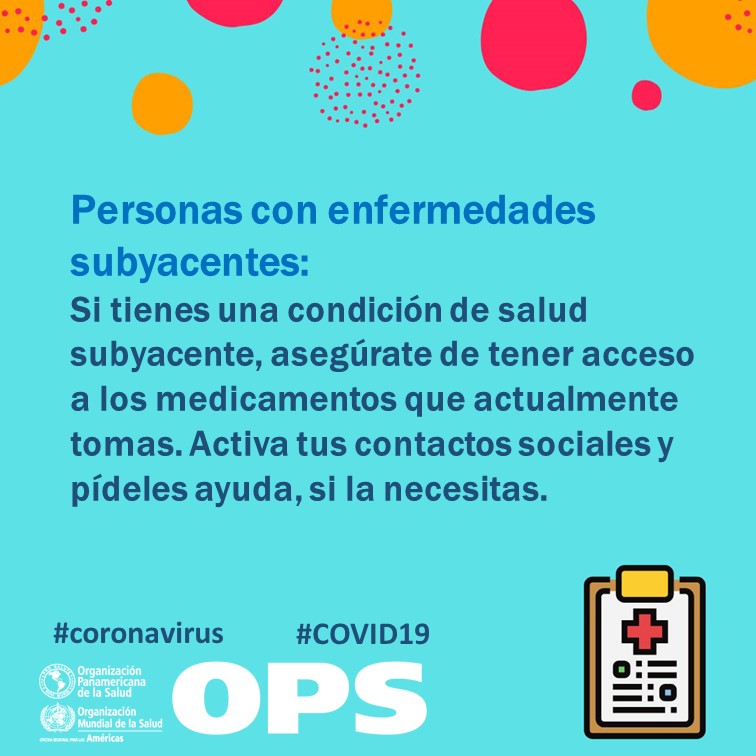 Personas con enfermedades
subyacentes:
Si tienes una condición de salud
subyacente, asegúrate de tener acceso
a los medicamentos que actualmente
tomas. Activa tus contactos sociales y
pídeles ayuda, si la necesitas.
#coronavirus #COVID19
Organización
Panamericana
de la Salud
Organización
Mundial de la Salud
OFICINA REGIONAL PARA LAS Américas
OPS